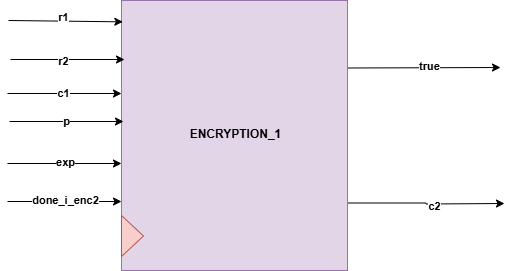 r1
r2
c1
p
exp
done_i_enc2
ENCRYPTION_1
true
c2